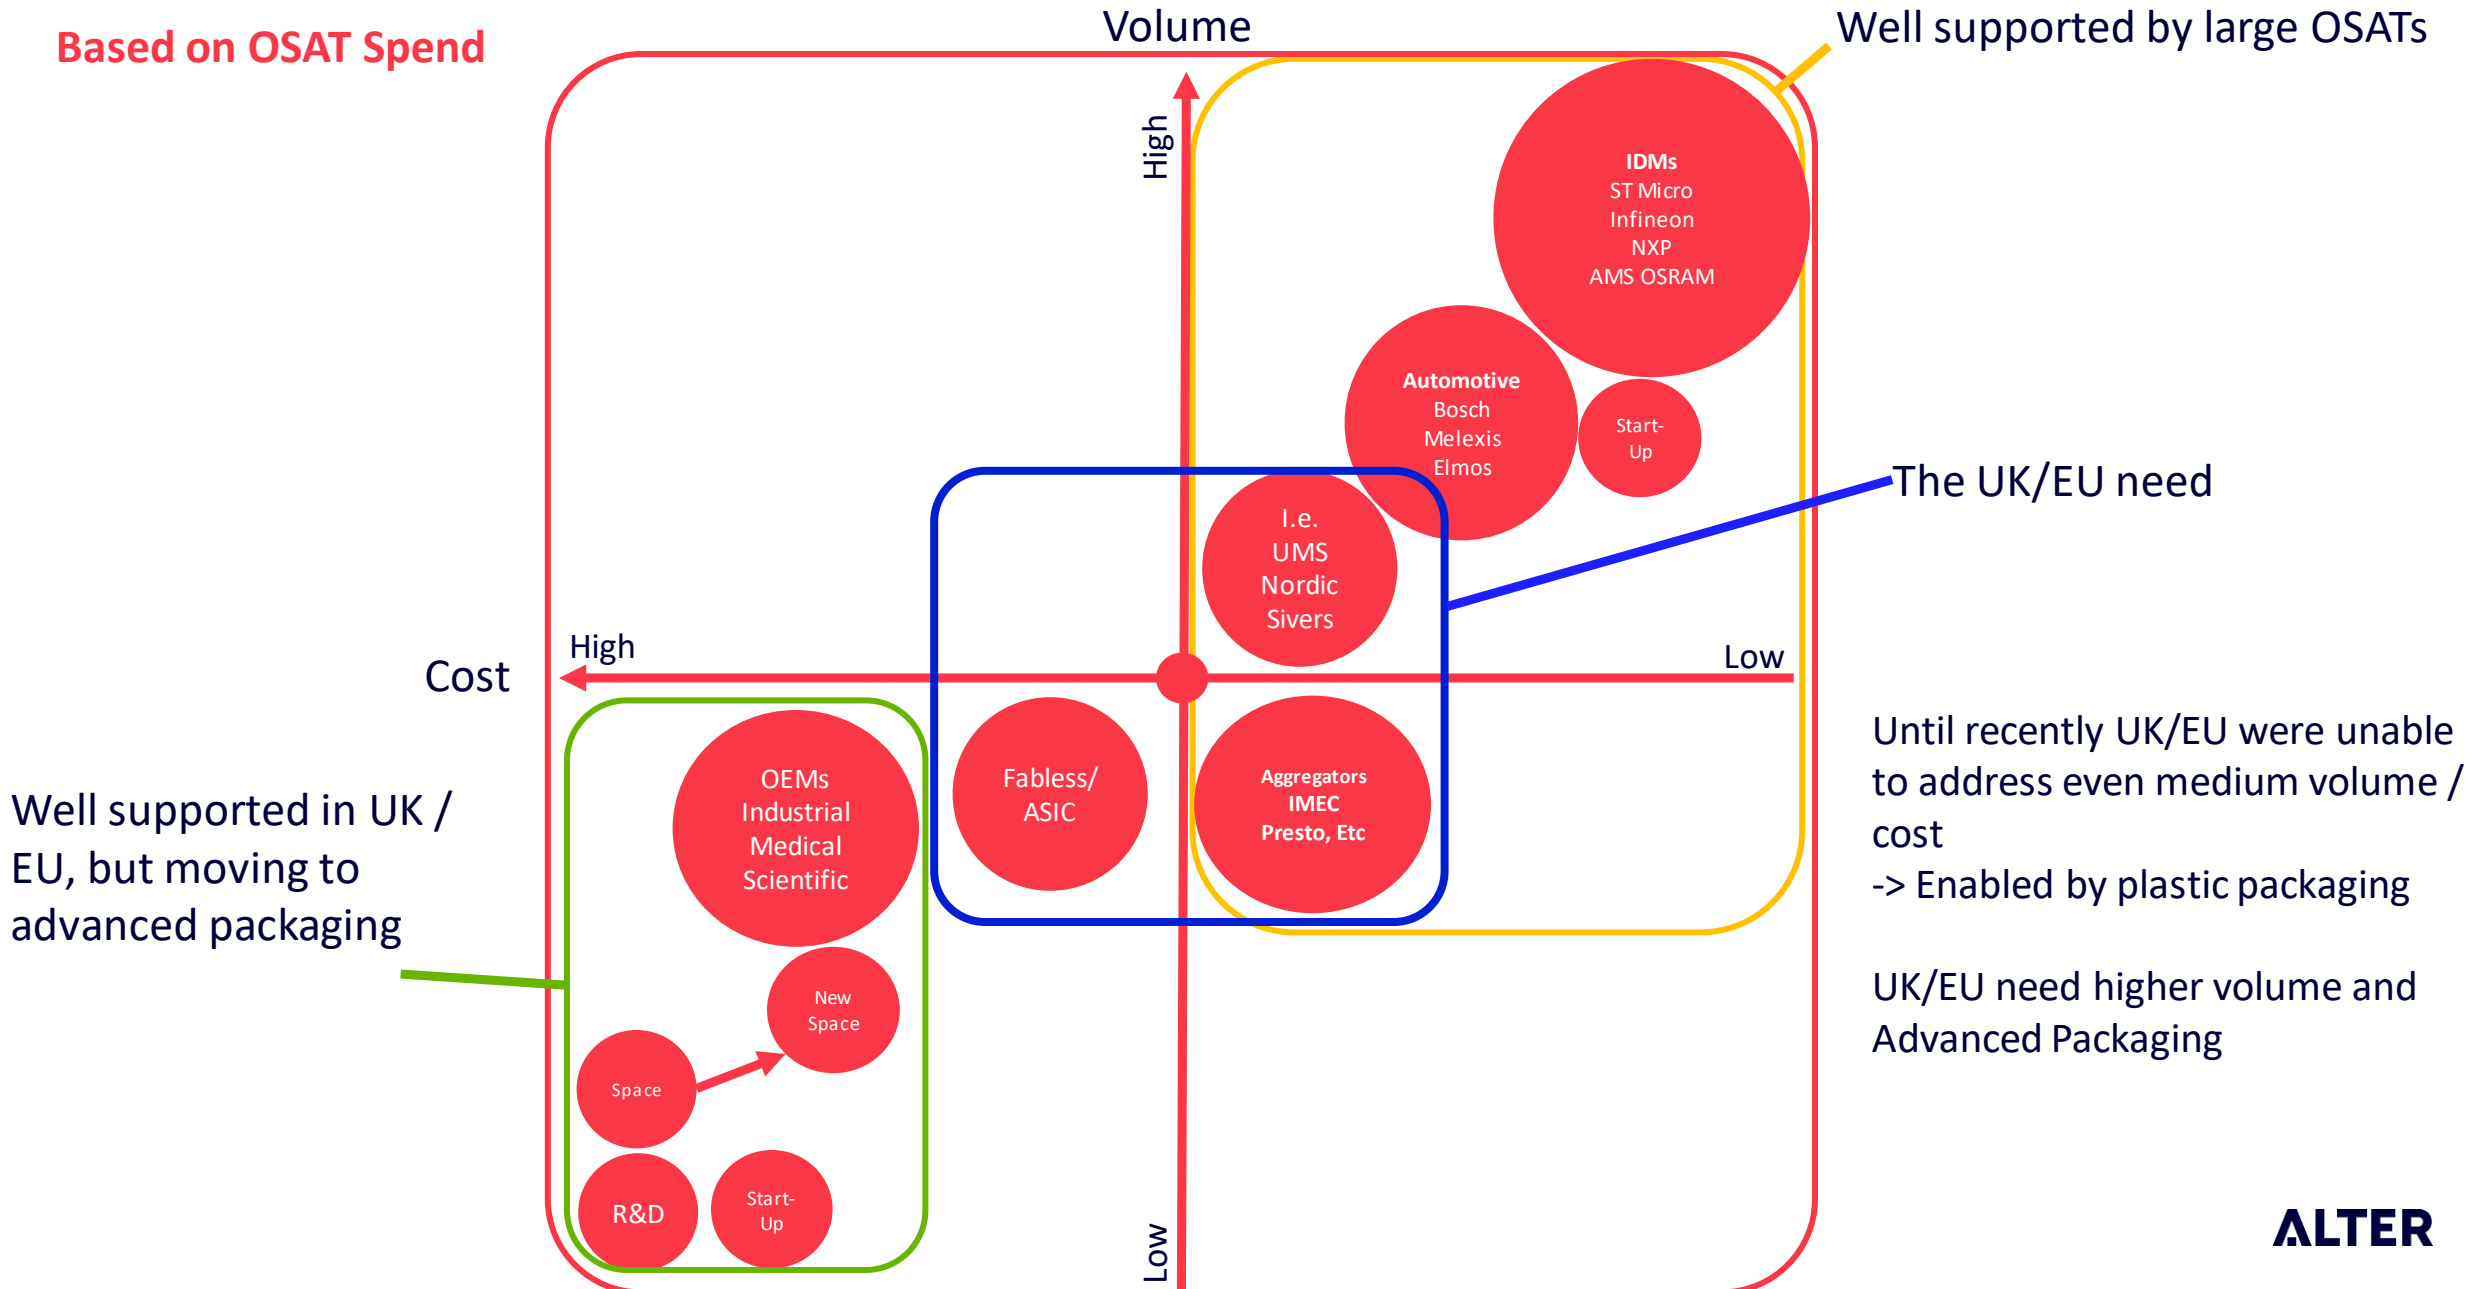 Based on OSAT Spend
Volume
Well supported by large OSATs
High
IDMs
ST Micro
Infineon
NXP
AMS OSRAM
Automotive
Bosch
Melexis
Elmos
Start-
Up
The UK/EU need
I.e.
UMS
Nordic
Sivers
Cost
High
Low
OEMs
Industrial
Medical
Scientific
Fabless/
ASIC
Aggregators
IMEC
Presto, Etc
Well supported in UK /
EU, but moving to
advanced packaging
Until recently UK/EU were unable
to address even medium volume /
cost
-> Enabled by plastic packaging
UK/EU need higher volume and
Advanced Packaging
New
Space
Space
R&D
Start-
Up
Low
ALTER